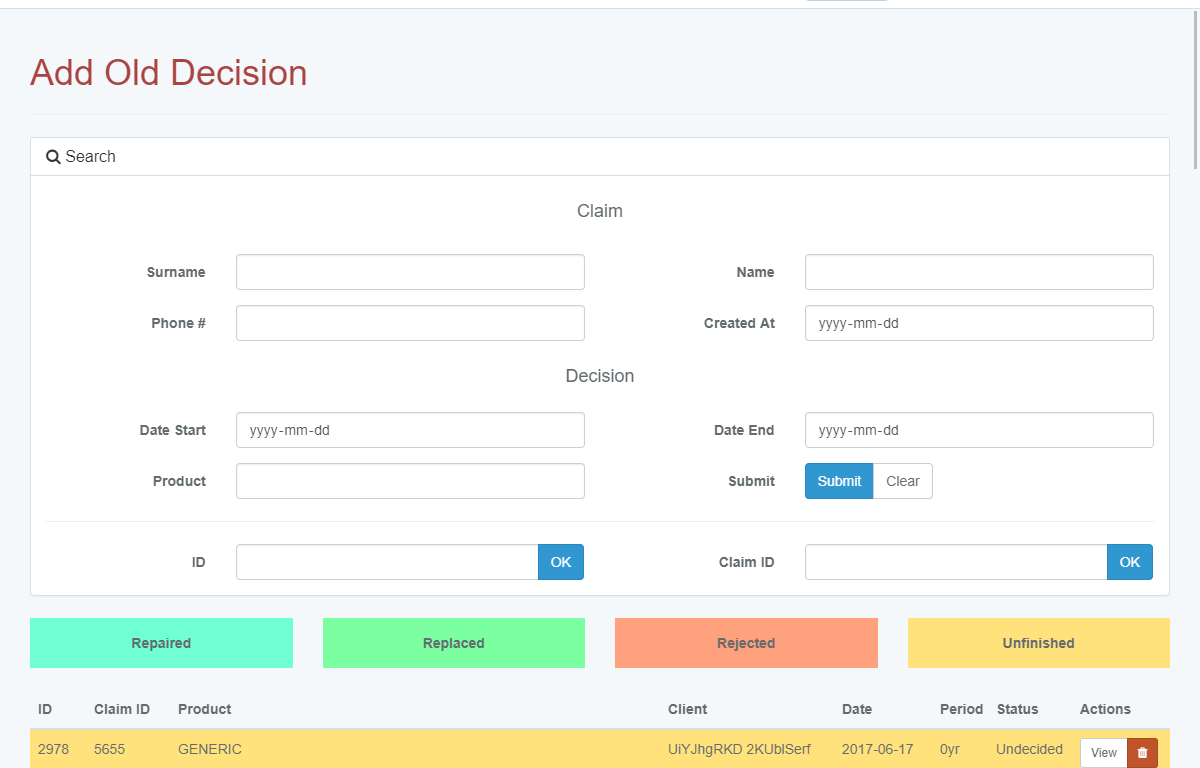 Add Old Decision
Search
Claim
Surname Name
Phone # Created At yyyy-mm-dd
Decision
Date Start yyyy-mm-dd Date End yyyy-mm-dd
Product Submit Submit Clear
ID OK Claim ID OK
Repaired Replaced Rejected Unfinished
ID Claim ID Product Client Date Period Status Actions
2978 5655 GENERIC 2017-06-17 0yr Undecided View